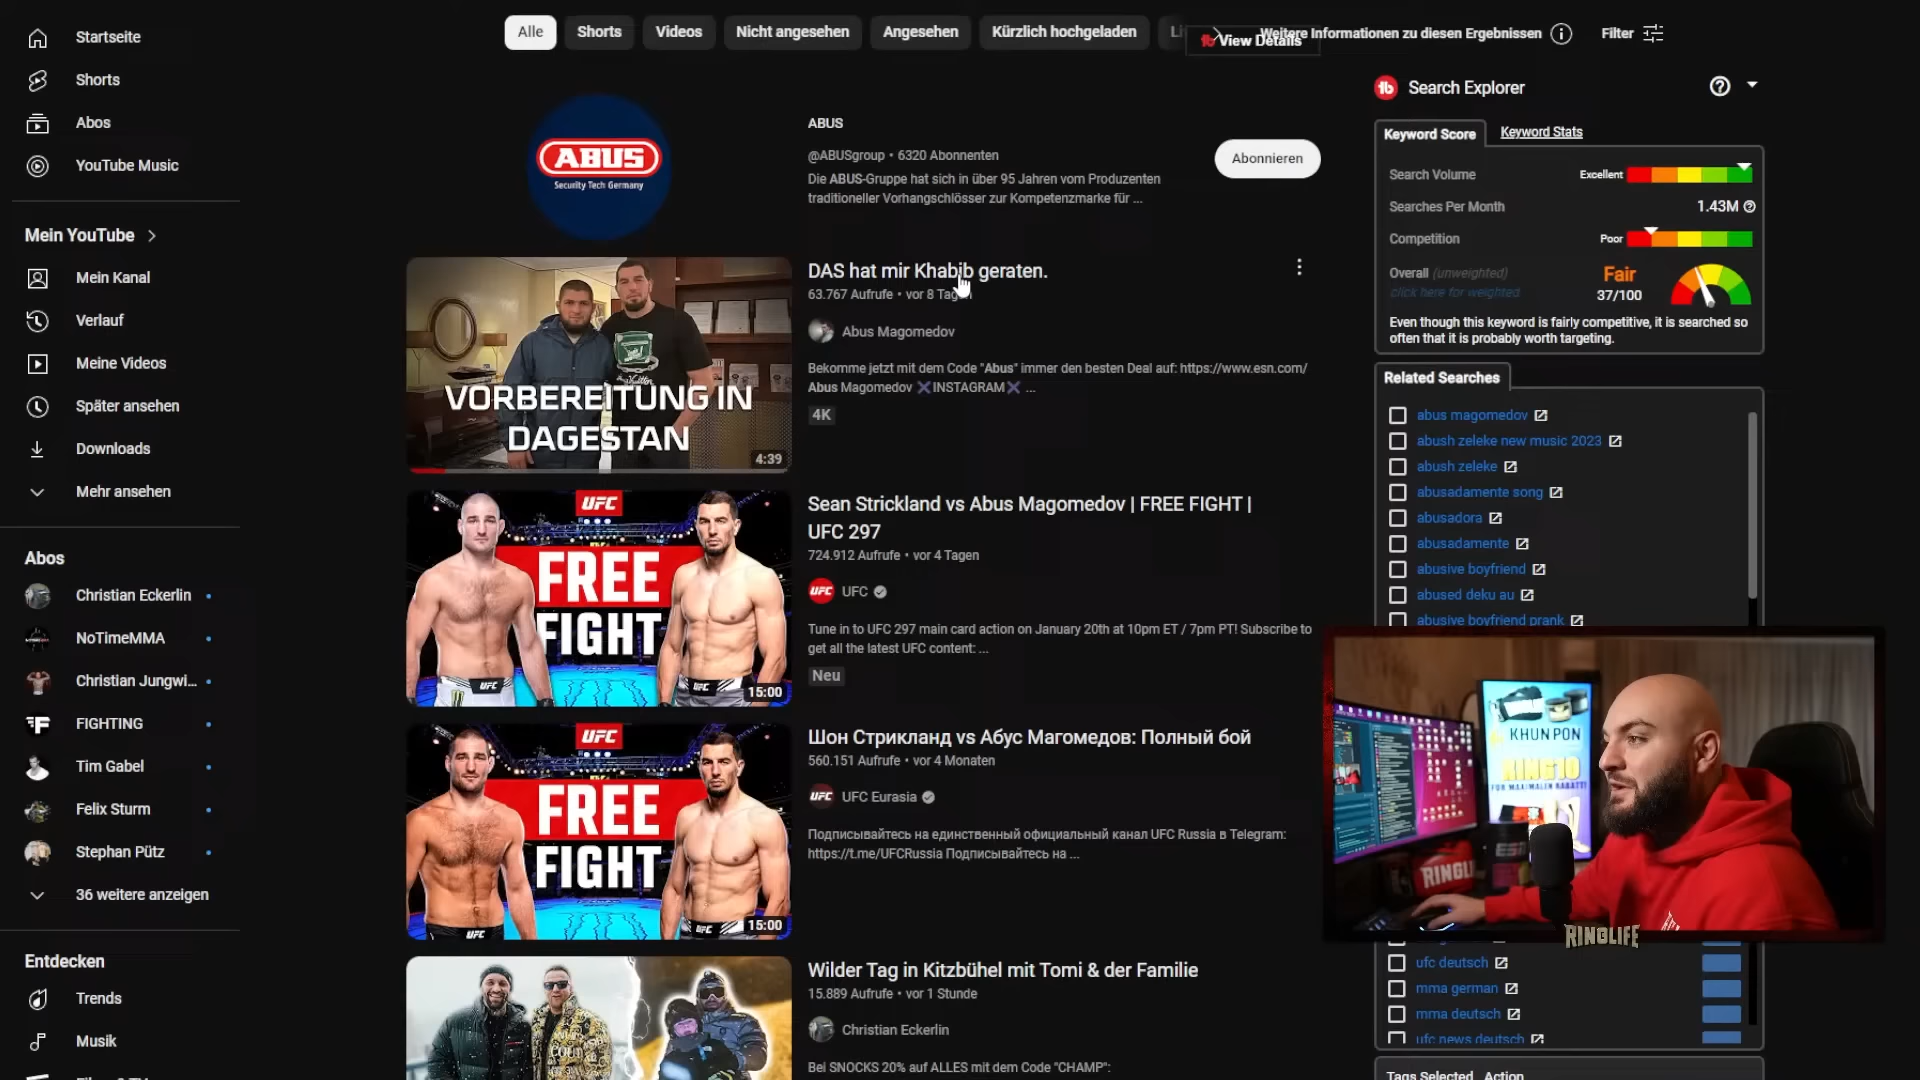 Startseite
Shorts
Abos
YouTube Music
Mein YouTube
Mein Kanal
Verlauf
Meine Videos
Später ansehen
Downloads
Mehr ansehen
Abos
Christian Eckerlin
NoTimeMMA
Christian Jungwi...
FIGHTING
Tim Gabel
Felix Sturm
Stephan Pütz
36 weitere anzeigen
Entdecken
Trends
Musik
Alle
Shorts
Videos
Nicht angesehen
Angesehen
Kürzlich hochgeladen
View Details
Weitere Informationen zu diesen Ergebnissen
Filter
ABUS
Security Tech Germany
ABUS
@ABUSgroup • 6320 Abonnenten
Die ABUS-Gruppe hat sich in über 95 Jahren vom Produzenten
traditioneller Vorhangschlösser zur Kompetenzmarke für ...
Abonnieren
VORBEREITUNG IN
DAGESTAN
4:39
DAS hat mir Khabib geraten.
63.767 Aufrufe • vor 8 Tagen
Abus Magomedov
Bekomme jetzt mit dem Code "Abus" immer den besten Deal auf: https://www.esn.com/
Abus Magomedov ❌INSTAGRAM❌ ...
4K
UFC
FREE
FIGHT
UFC
UFC
15:00
Sean Strickland vs Abus Magomedov | FREE FIGHT |
UFC 297
724.912 Aufrufe • vor 4 Tagen
UFC
UFC
Tune in to UFC 297 main card action on January 20th at 10pm ET / 7pm PT! Subscribe to
get all the latest UFC content: ...
Neu
UFC
FREE
FIGHT
UFC
UFC
15:00
Шон Стрикланд vs Абус Магомедов: Полный бой
560.151 Aufrufe • vor 4 Monaten
UFC
UFC Eurasia
Подписывайтесь на единственный официальный канал UFC Russia в Telegram:
https://t.me/UFCRussia Подписывайтесь на ...
Wilder Tag in Kitzbühel mit Tomi & der Familie
15.889 Aufrufe • vor 1 Stunde
Christian Eckerlin
Bei SNOCKS 20% auf ALLES mit dem Code "CHAMP":
Search Explorer
Keyword Score
Keyword Stats
Search Volume
Excellent
Searches Per Month
1.43M
Competition
Poor
Overall (unweighted)
click here for weighted
Fair
37/100
Even though this keyword is fairly competitive, it is searched so
often that it is probably worth targeting.
Related Searches
abus magomedov
abush zeleke new music 2023
abush zeleke
abusadamente song
abusadora
abusadamente
abusive boyfriend
abused deku au
abusive boyfriend prank
KHUN PON
RING10
FÜR MAXIMALEN RABATT!
RINGLI
ESN
RINGLIFE
ufc deutsch
mma german
mma deutsch
ufc news deutsch
Tags Selected
Action